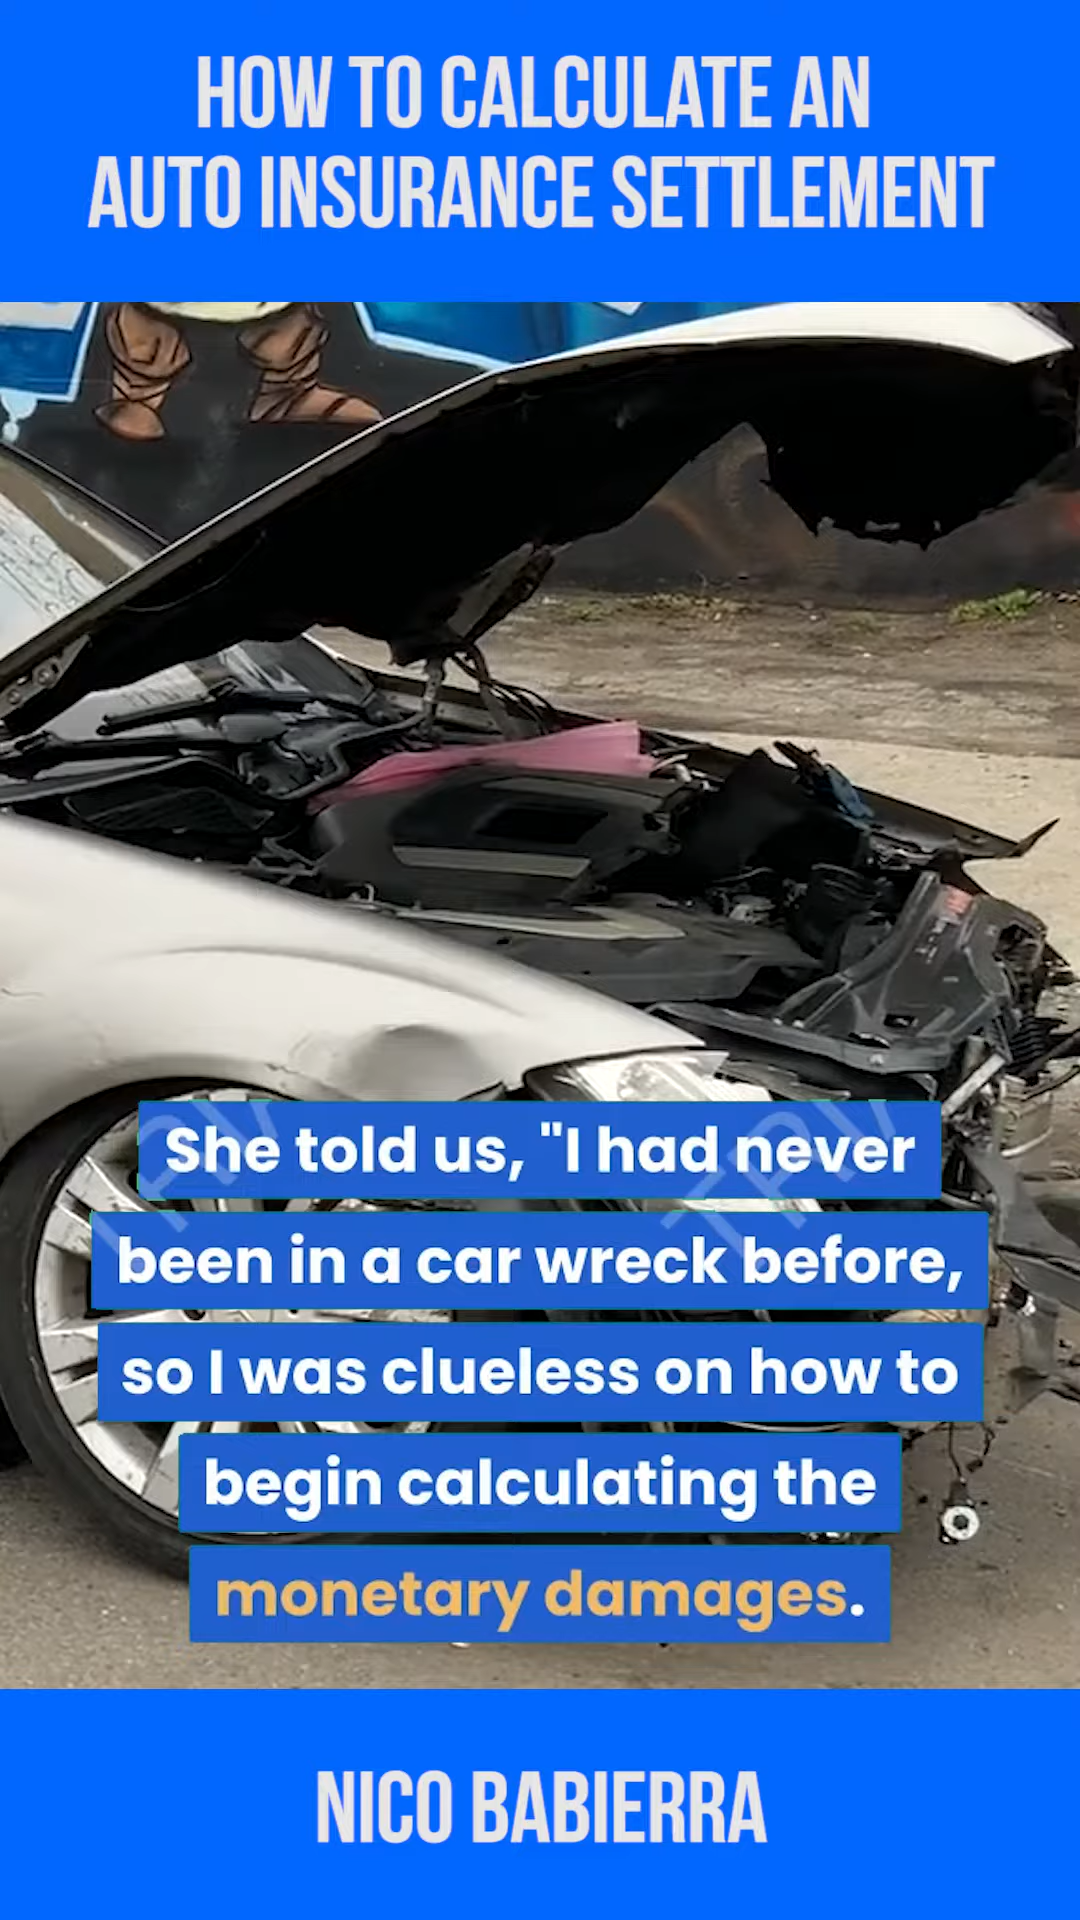 HOW TO CALCULATE AN
AUTO INSURANCE SETTLEMENT
She told us, "I had never
been in a car wreck before,
so I was clueless on how to
begin calculating the
monetary damages.
NICO BABIERRA